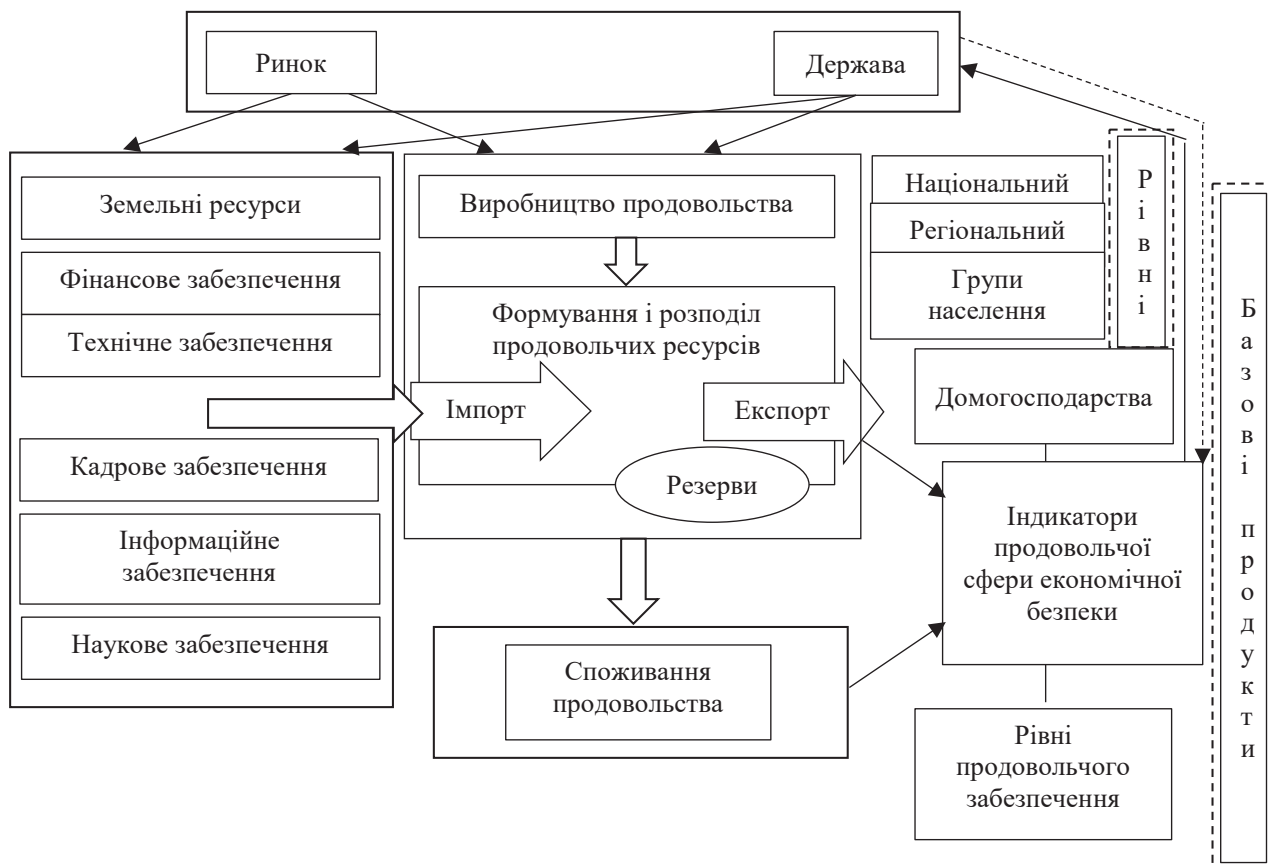 Ринок
Держава
Земельні ресурси
Фінансове забезпечення
Технічне забезпечення
Кадрове забезпечення
Інформаційне
забезпечення
Наукове забезпечення
Виробництво продовольства
Формування і розподіл
продовольчих ресурсів
Імпорт
Експорт
Резерви
Споживання
продовольства
Національний
Регіональний
Групи
населення
Рівні
Домогосподарства
Індикатори
продовольчої
сфери економічної
безпеки
Рівні
продовольчого
забезпечення
Базові продукти